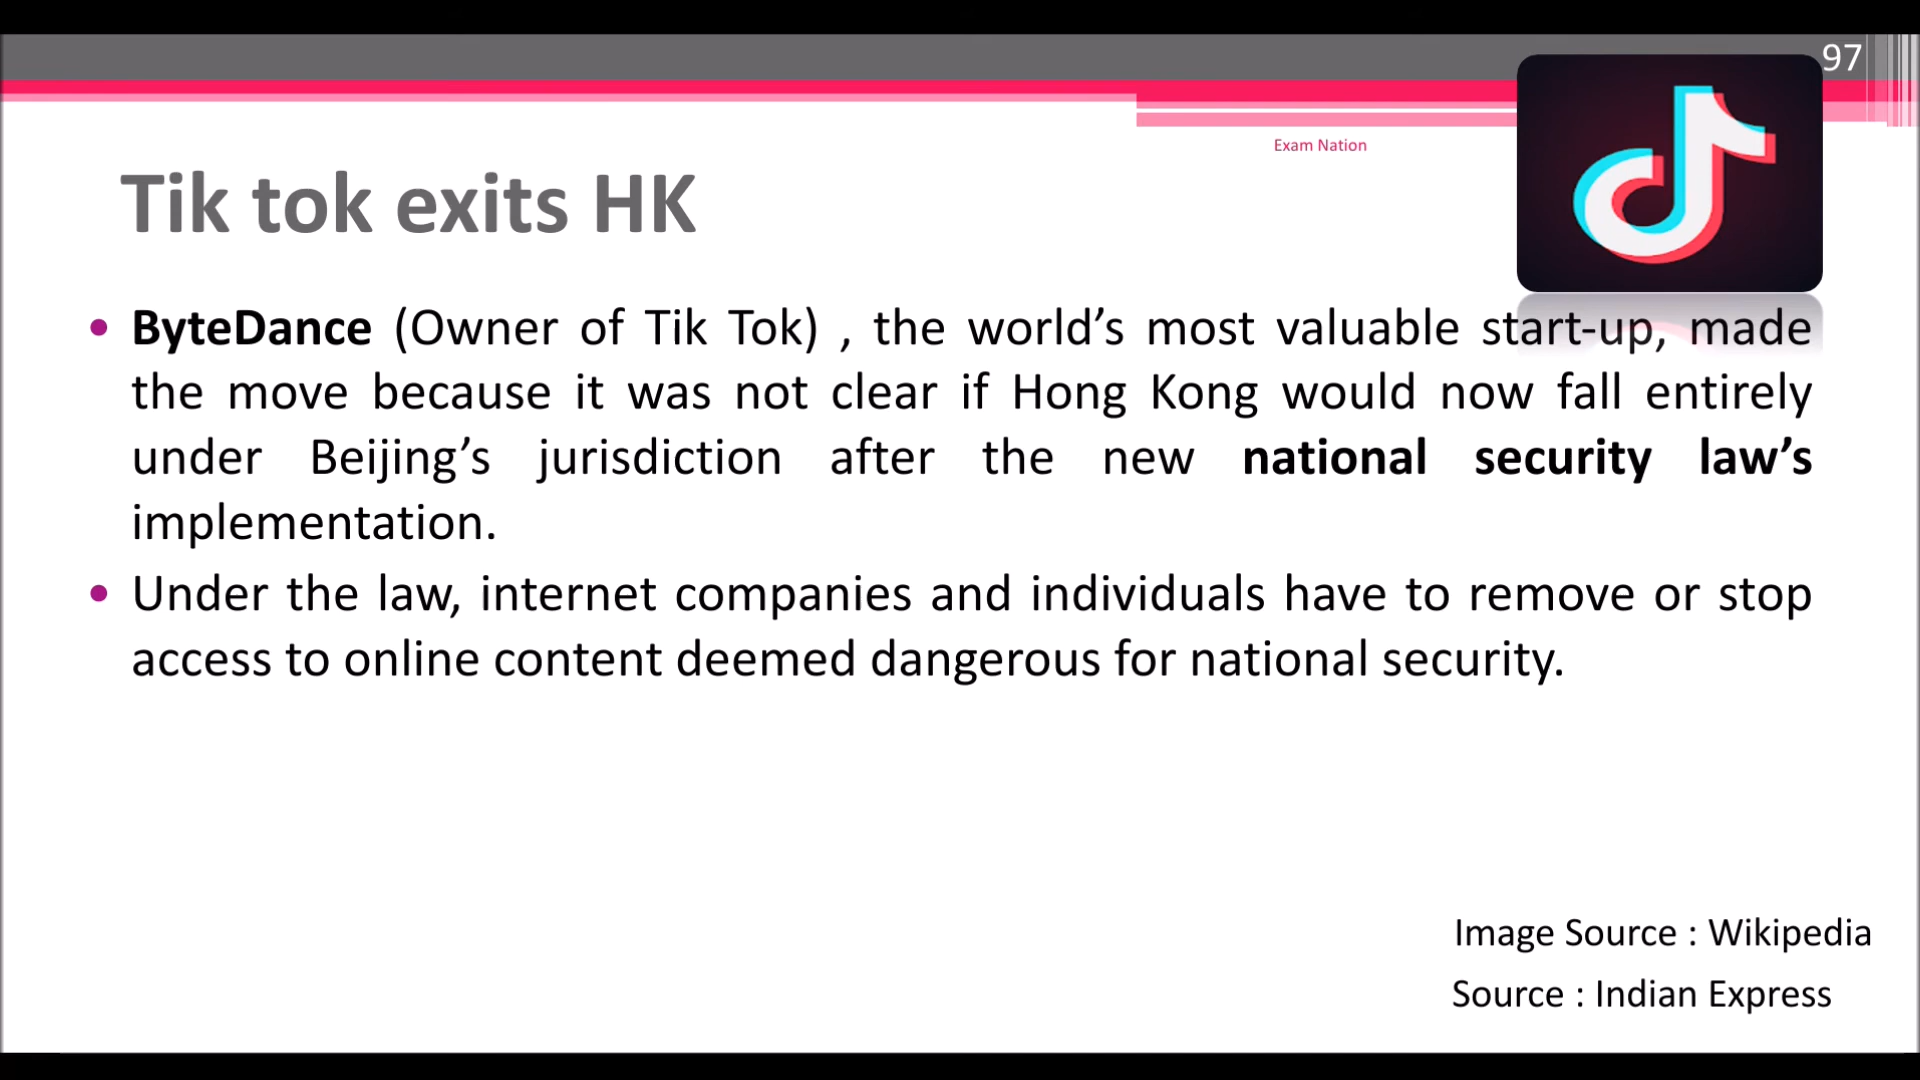 97
Exam Nation
Tik tok exits HK
• ByteDance (Owner of Tik Tok) , the world’s most valuable start-up, made
the move because it was not clear if Hong Kong would now fall entirely
under Beijing’s jurisdiction after the new national security law’s
implementation.
• Under the law, internet companies and individuals have to remove or stop
access to online content deemed dangerous for national security.
Image Source : Wikipedia
Source : Indian Express